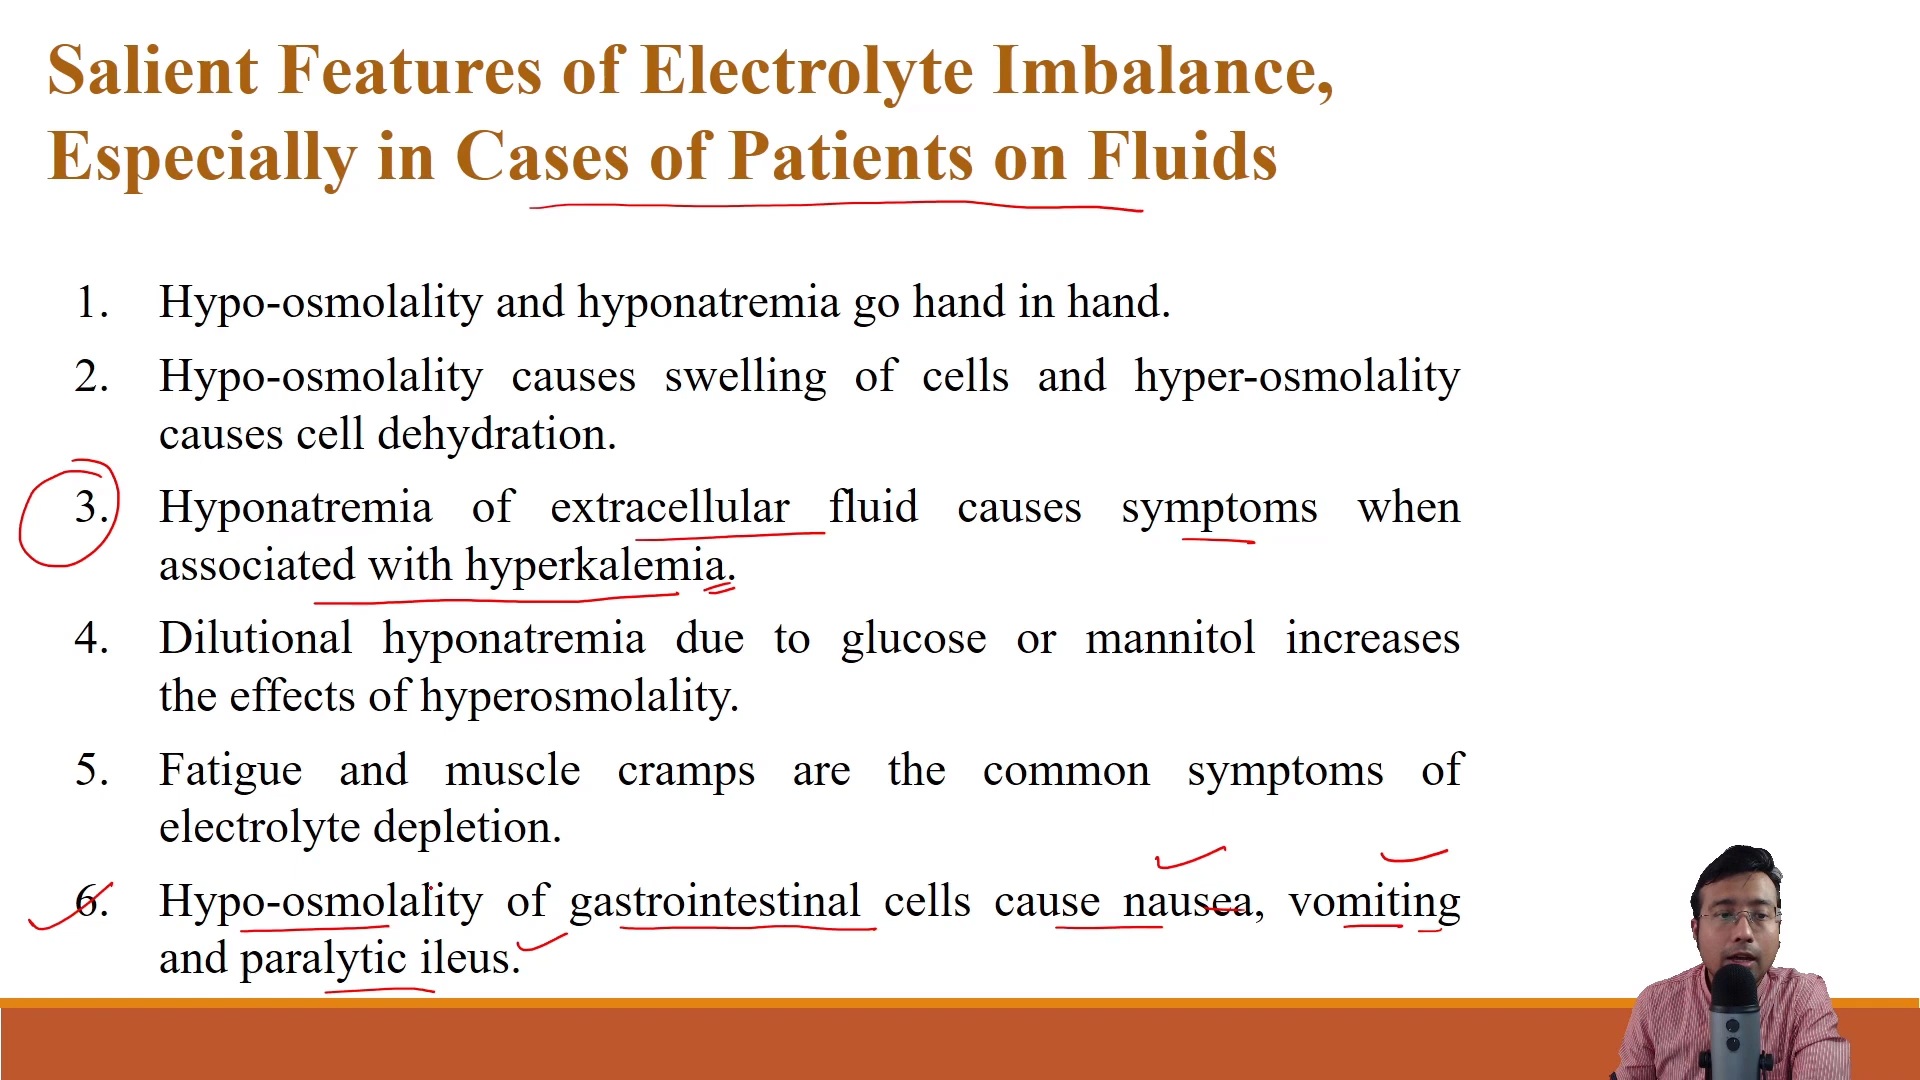 Salient Features of Electrolyte Imbalance,
Especially in Cases of Patients on Fluids
1. Hypo-osmolality and hyponatremia go hand in hand.
2. Hypo-osmolality causes swelling of cells and hyper-osmolality
causes cell dehydration.
3. Hyponatremia of extracellular fluid causes symptoms when
associated with hyperkalemia.
4. Dilutional hyponatremia due to glucose or mannitol increases
the effects of hyperosmolality.
5. Fatigue and muscle cramps are the common symptoms of
electrolyte depletion.
6. Hypo-osmolality of gastrointestinal cells cause nausea, vomiting
and paralytic ileus.